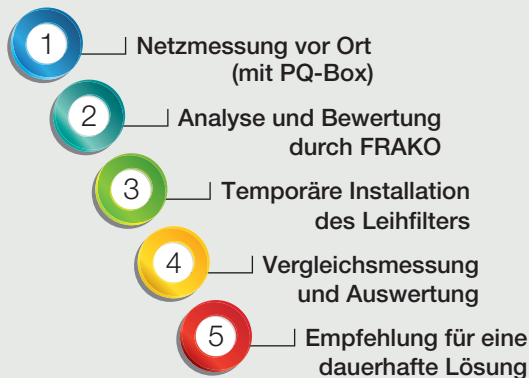 1
Netzmessung vor Ort
(mit PQ-Box)
2
Analyse und Bewertung
durch FRAKO
3
Temporäre Installation
des Leihfilters
4
Vergleichsmessung
und Auswertung
5
Empfehlung für eine
dauerhafte Lösung